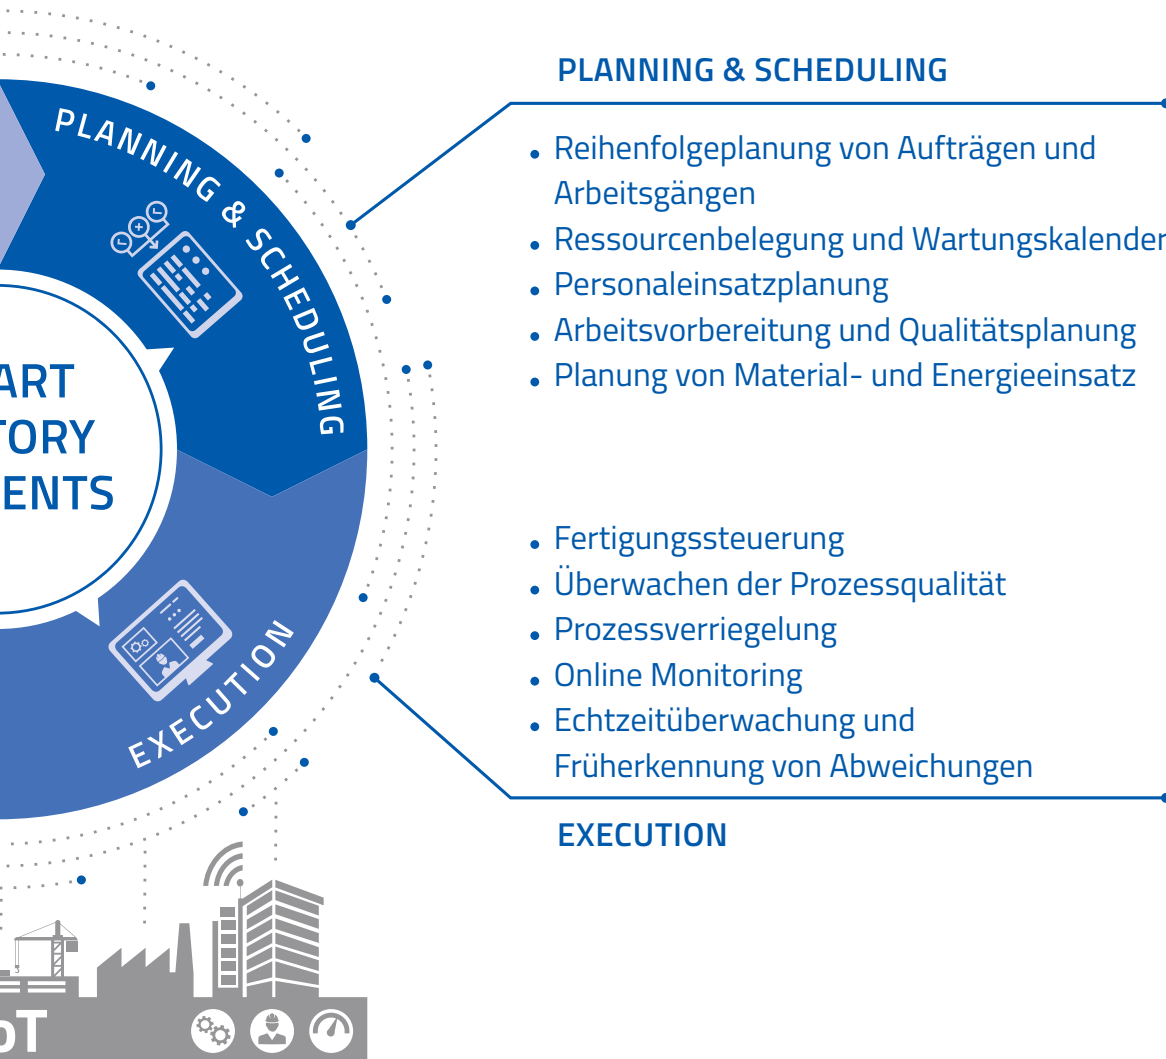 PLANNING & SCHEDULING
PLANNING & SCHEDULING
• Reihenfolgeplanung von Aufträgen und
Arbeitsgängen
• Ressourcenbelegung und Wartungskalender
• Personaleinsatzplanung
• Arbeitsvorbereitung und Qualitätsplanung
• Planung von Material- und Energieeinsatz
ART
TORY
ENTS
• Fertigungssteuerung
• Überwachen der Prozessqualität
• Prozessverriegelung
• Online Monitoring
• Echtzeitüberwachung und
Früherkennung von Abweichungen
EXECUTION
EXECUTION
oT